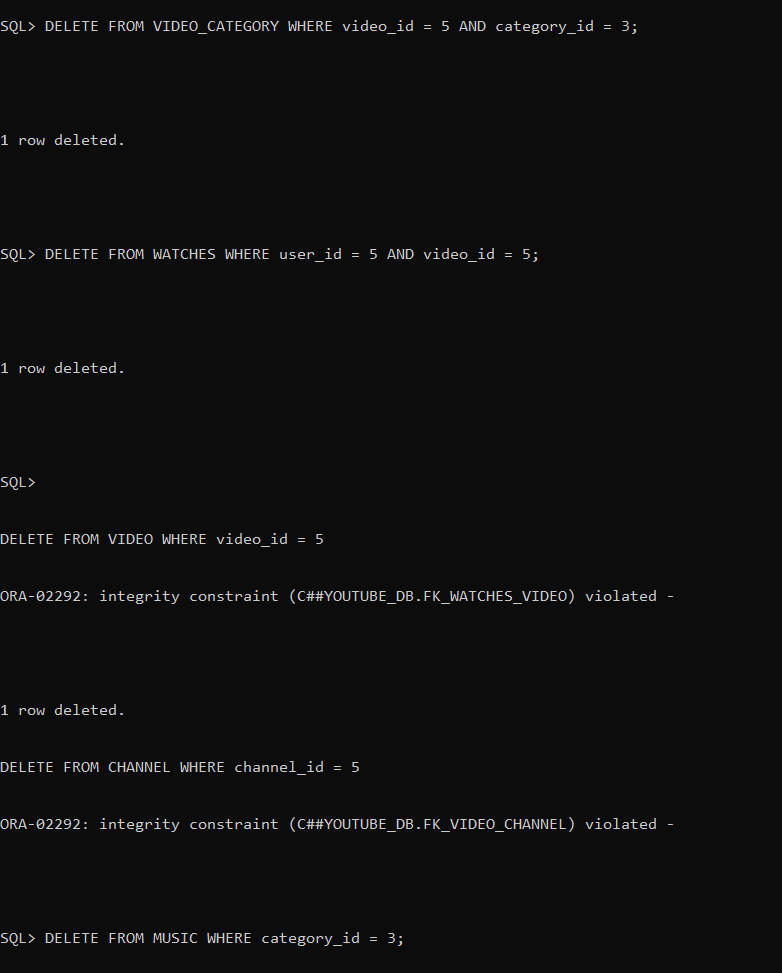 SQL> DELETE FROM VIDEO_CATEGORY WHERE video_id = 5 AND category_id = 3;
1 row deleted.
SQL> DELETE FROM WATCHES WHERE user_id = 5 AND video_id = 5;
1 row deleted.
SQL>
DELETE FROM VIDEO WHERE video_id = 5
ORA-02292: integrity constraint (C##YOUTUBE_DB.FK_WATCHES_VIDEO) violated -
1 row deleted.
DELETE FROM CHANNEL WHERE channel_id = 5
ORA-02292: integrity constraint (C##YOUTUBE_DB.FK_VIDEO_CHANNEL) violated -
SQL> DELETE FROM MUSIC WHERE category_id = 3;